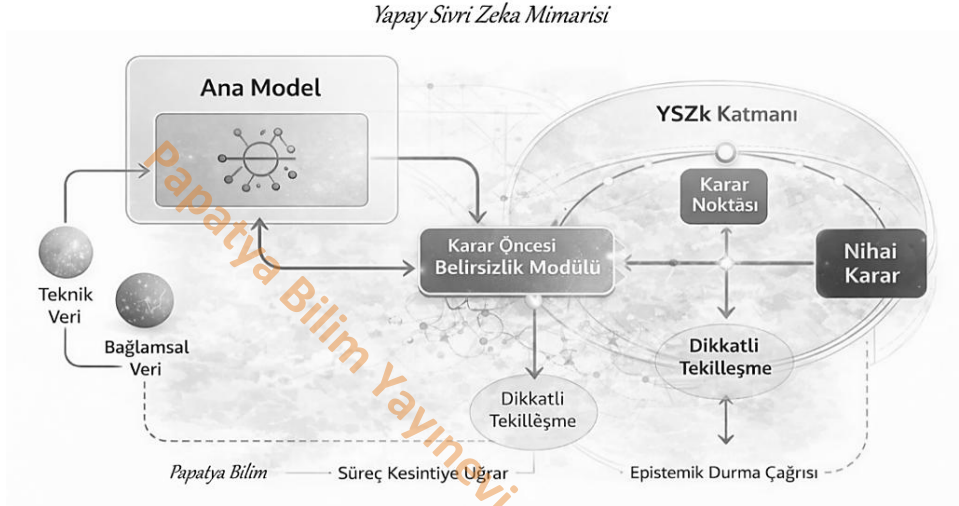 Yapay Sivri Zeka Mimarisi
Ana Model
YSZk Katmanı
Karar
Noktası
Karar Öncesi
Belirsizlik Modülü
Nihai
Karar
Teknik
Veri
Bağlamsal
Veri
Dikkatli
Tekilleşme
Dikkatli
Tekillèşme
Papatya Bilim
Süreç Kesintiye Uğrar
Epistemik Durma Çağrısı
Papatya Bilim Yayınevi